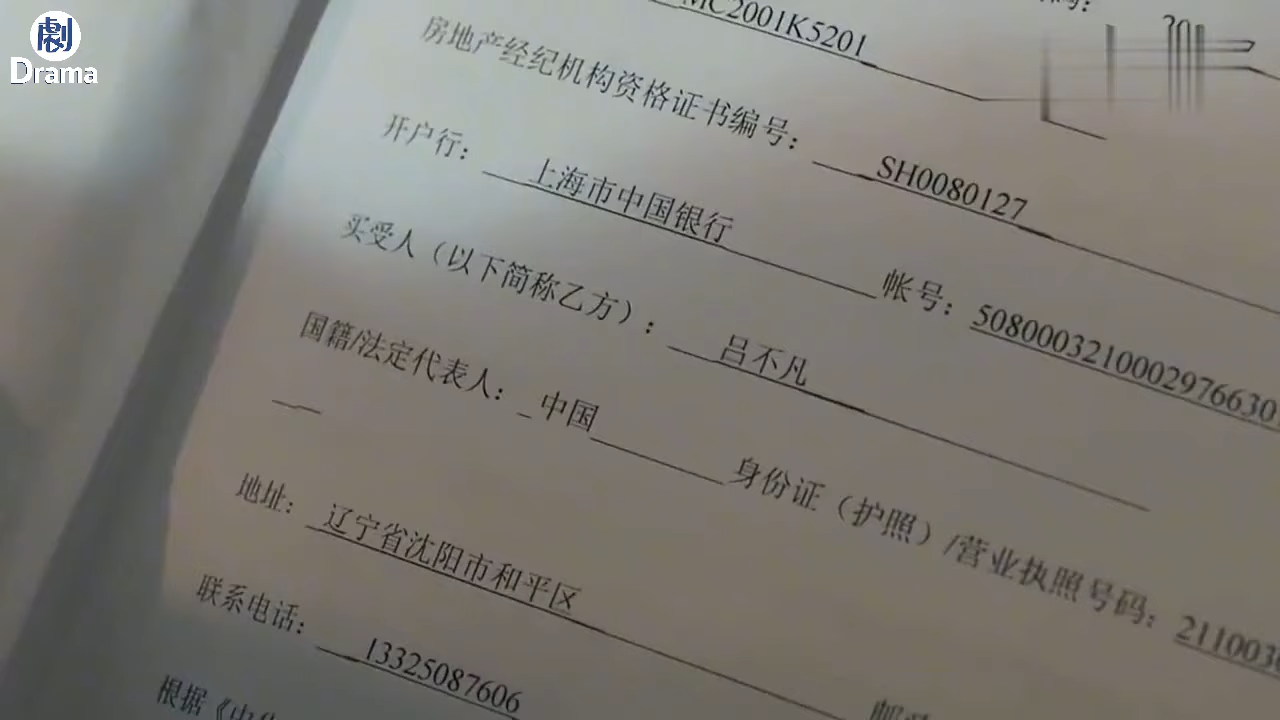 劇
Drama
MC2001K5201
房地产经纪机构资格证书编号： SH0080127
开户行： 上海市中国银行 帐号：508000321000297663
买受人（以下简称乙方）： 吕不凡
国籍/法定代表人： 中国 身份证（护照）/营业执照号码：211003
地址： 辽宁省沈阳市和平区
联系电话： 13325087606
根据《中华